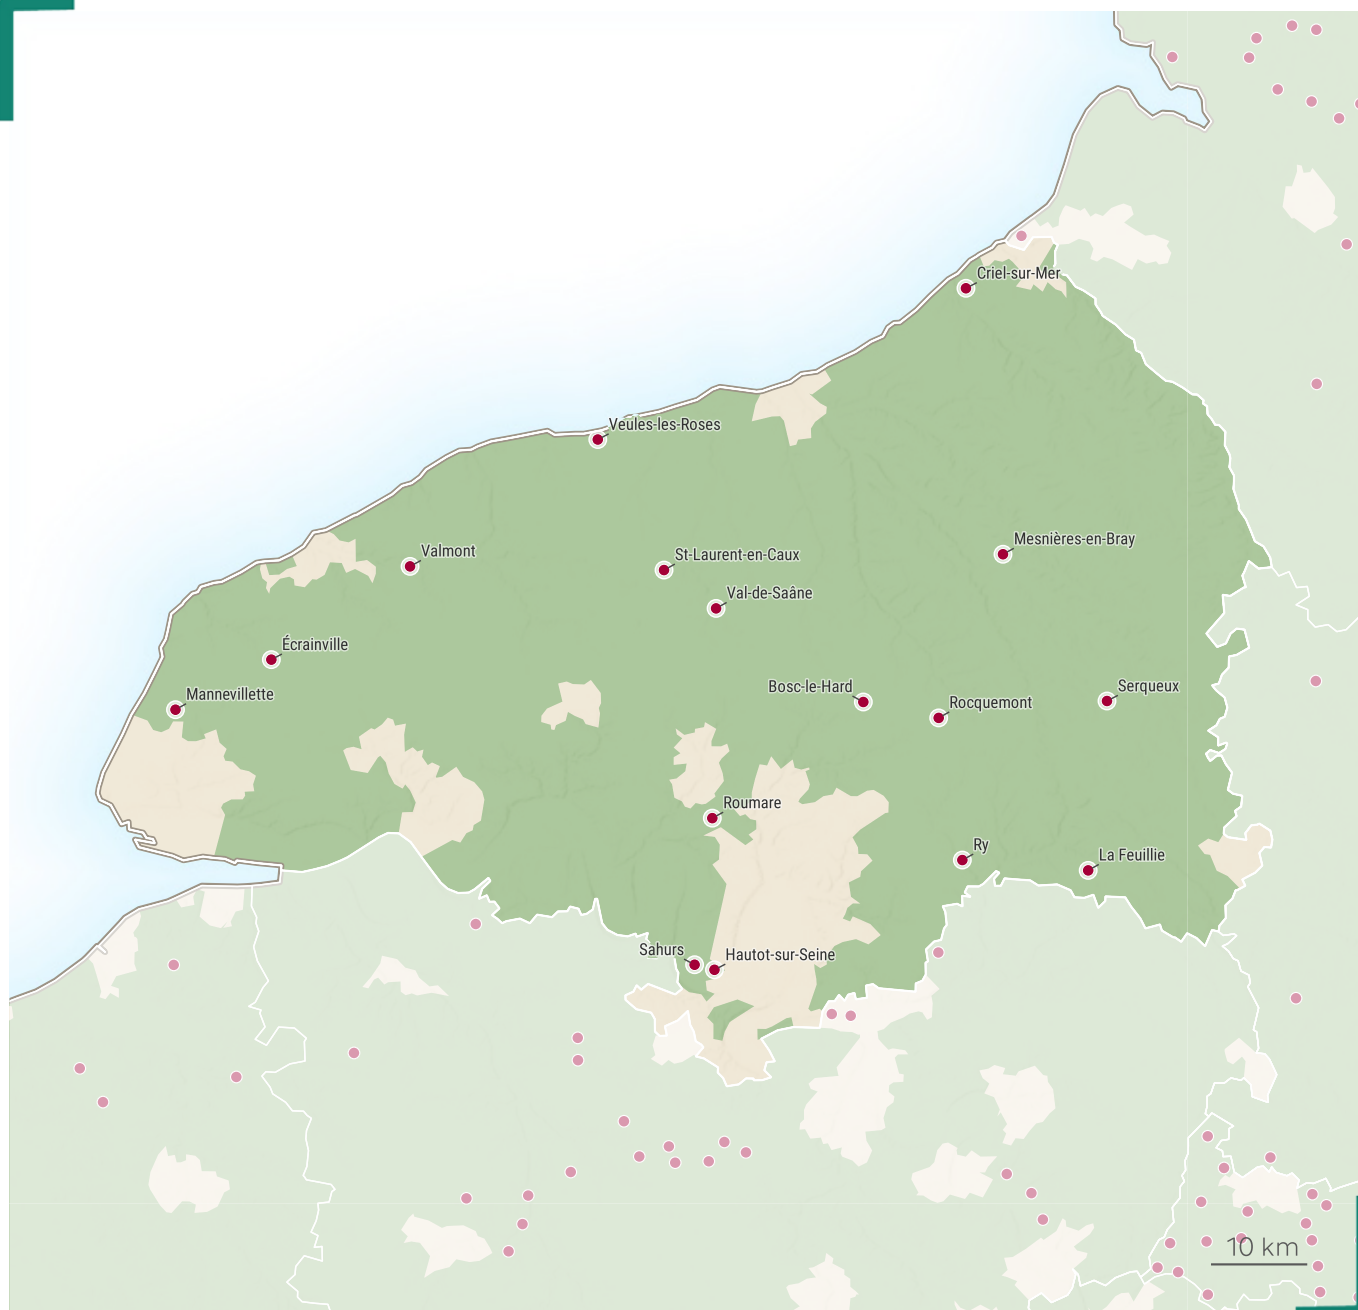 Criel-sur-Mer
Veules-les-Roses
Mesnières-en-Bray
Valmont
St-Laurent-en-Caux
Val-de-Saâne
Écrainville
Mannevillette
Bosc-le-Hard
Serqueux
Rocquemont
Roumare
Ry
La Feuillie
Sahurs
Hautot-sur-Seine
10 km